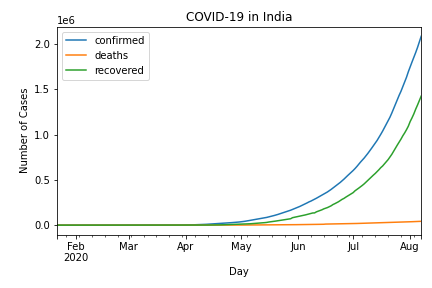 COVID-19 in India
1e6
confirmed
deaths
recovered
2.0
1.5
1.0
0.5
0.0
Number of Cases
Feb Mar Apr May Jun Jul Aug
2020
Day